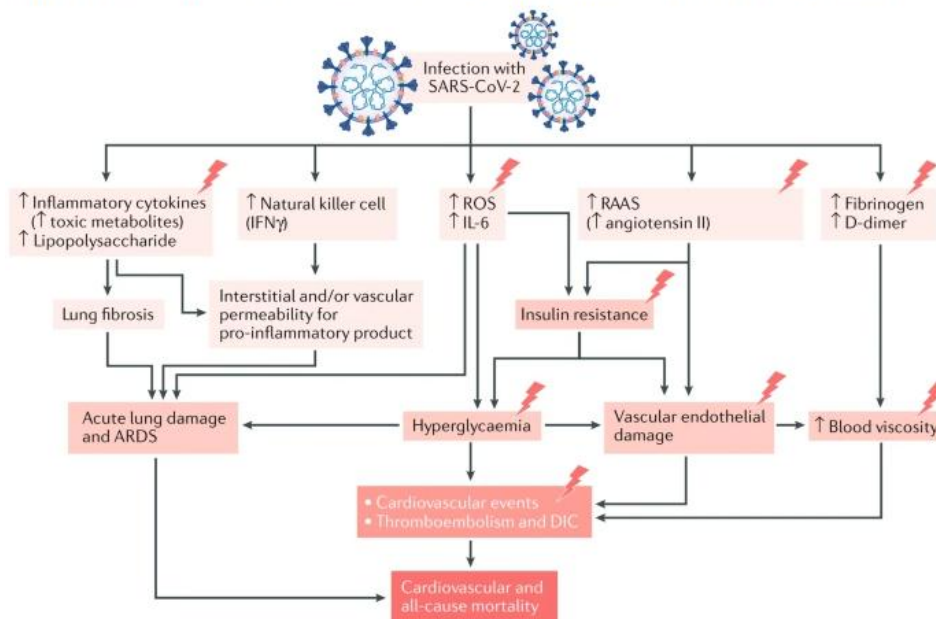 Infection with
SARS-CoV-2
↑ Inflammatory cytokines
(↑ toxic metabolites)
↑ Lipopolysaccharide
↑ Natural killer cell
(IFNγ)
↑ ROS
↑ IL-6
↑ RAAS
(↑ angiotensin II)
↑ Fibrinogen
↑ D-dimer
Lung fibrosis
Interstitial and/or vascular
permeability for
pro-inflammatory product
Insulin resistance
Acute lung damage
and ARDS
Hyperglycaemia
Vascular endothelial
damage
↑ Blood viscosity
• Cardiovascular events
• Thromboembolism and DIC
Cardiovascular and
all-cause mortality